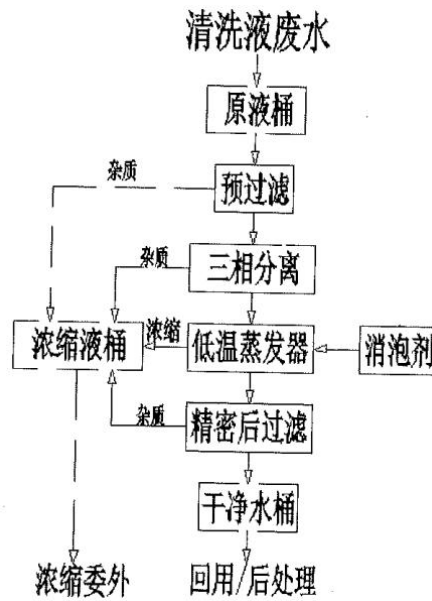 清洗液废水
原液桶
杂质
预过滤
杂质
三相分离
浓缩液桶
浓缩
低温蒸发器
消泡剂
杂质
精密后过滤
干净水桶
浓缩委外
回用/后处理